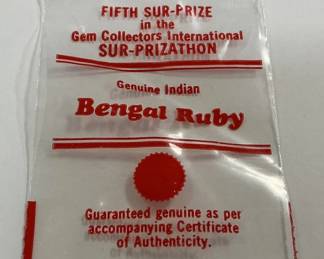 FIFTH SUR-PRIZE
in the
Gem Collectors International
SUR-PRIZATHON
Genuine Indian
Bengal Ruby
Guaranteed genuine as per
accompanying Certificate
of Authenticity.